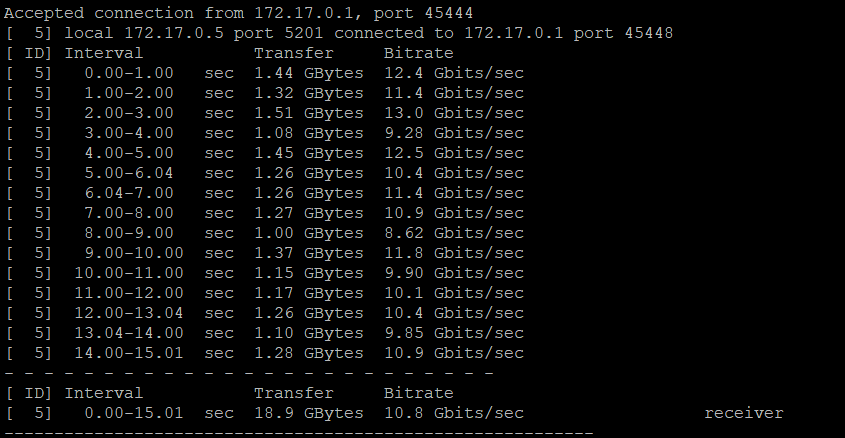 Accepted connection from 172.17.0.1, port 45444
[  5] local 172.17.0.5 port 5201 connected to 172.17.0.1 port 45448
[ ID] Interval           Transfer     Bitrate
[  5]   0.00-1.00   sec  1.44 GBytes  12.4 Gbits/sec
[  5]   1.00-2.00   sec  1.32 GBytes  11.4 Gbits/sec
[  5]   2.00-3.00   sec  1.51 GBytes  13.0 Gbits/sec
[  5]   3.00-4.00   sec  1.08 GBytes  9.28 Gbits/sec
[  5]   4.00-5.00   sec  1.45 GBytes  12.5 Gbits/sec
[  5]   5.00-6.04   sec  1.26 GBytes  10.4 Gbits/sec
[  5]   6.04-7.00   sec  1.26 GBytes  11.4 Gbits/sec
[  5]   7.00-8.00   sec  1.27 GBytes  10.9 Gbits/sec
[  5]   8.00-9.00   sec  1.00 GBytes  8.62 Gbits/sec
[  5]   9.00-10.00  sec  1.37 GBytes  11.8 Gbits/sec
[  5]  10.00-11.00  sec  1.15 GBytes  9.90 Gbits/sec
[  5]  11.00-12.00  sec  1.17 GBytes  10.1 Gbits/sec
[  5]  12.00-13.04  sec  1.26 GBytes  10.4 Gbits/sec
[  5]  13.04-14.00  sec  1.10 GBytes  9.85 Gbits/sec
[  5]  14.00-15.01  sec  1.28 GBytes  10.9 Gbits/sec
- - - - - - - - - - - - - - - - - - - - - - - - -
[ ID] Interval           Transfer     Bitrate
[  5]   0.00-15.01  sec  18.9 GBytes  10.8 Gbits/sec                  receiver
-----------------------------------------------------------